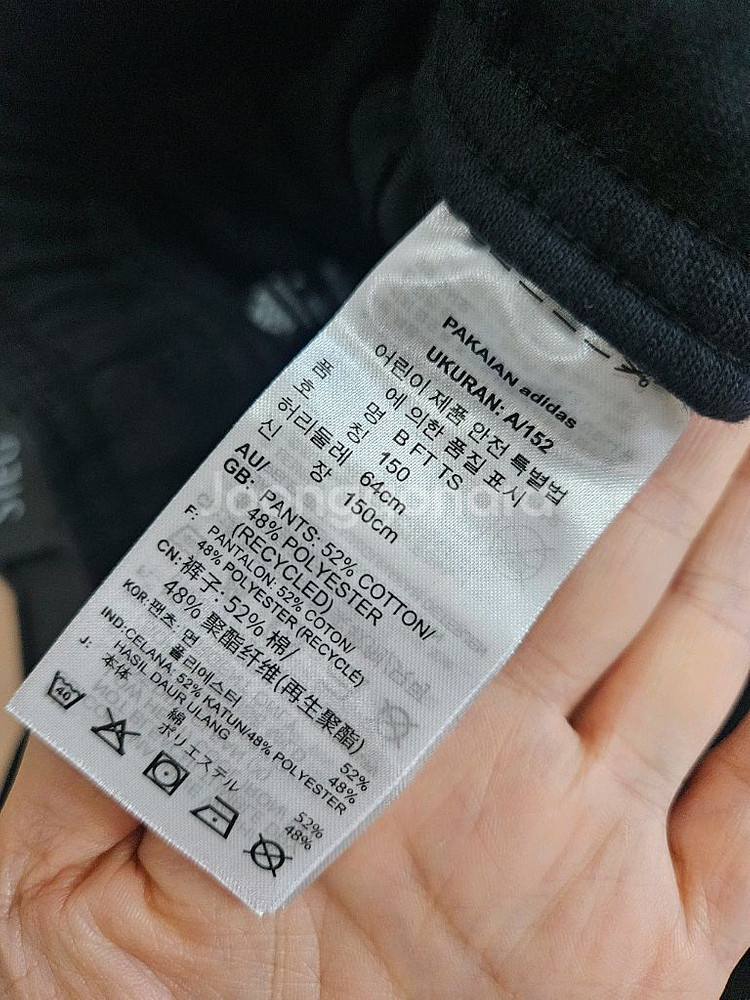 PAKAIAN adidas
UKURAN: A/152
어린이 제품 안전 특별법
에 의한 품질 표시
품 명 B FT TS
호 칭 150
허리둘레 64cm
신 장 150cm
AU/
GB: PANTS: 52% COTTON/
48% POLYESTER
(RECYCLED)
F: PANTALON: 52% COTON/
48% POLYESTER (RECYCLÉ)
CN: 裤子: 52% 棉/
48% 聚酯纤维(再生聚酯)
KOR: 팬츠: 면 52%
폴리에스터 48%
IND:CELANA: 52% KATUN/48% POLYESTER
HASIL DAUR ULANG
J: 本体
綿 52%
ポリエステル 48%
40
Joongonara